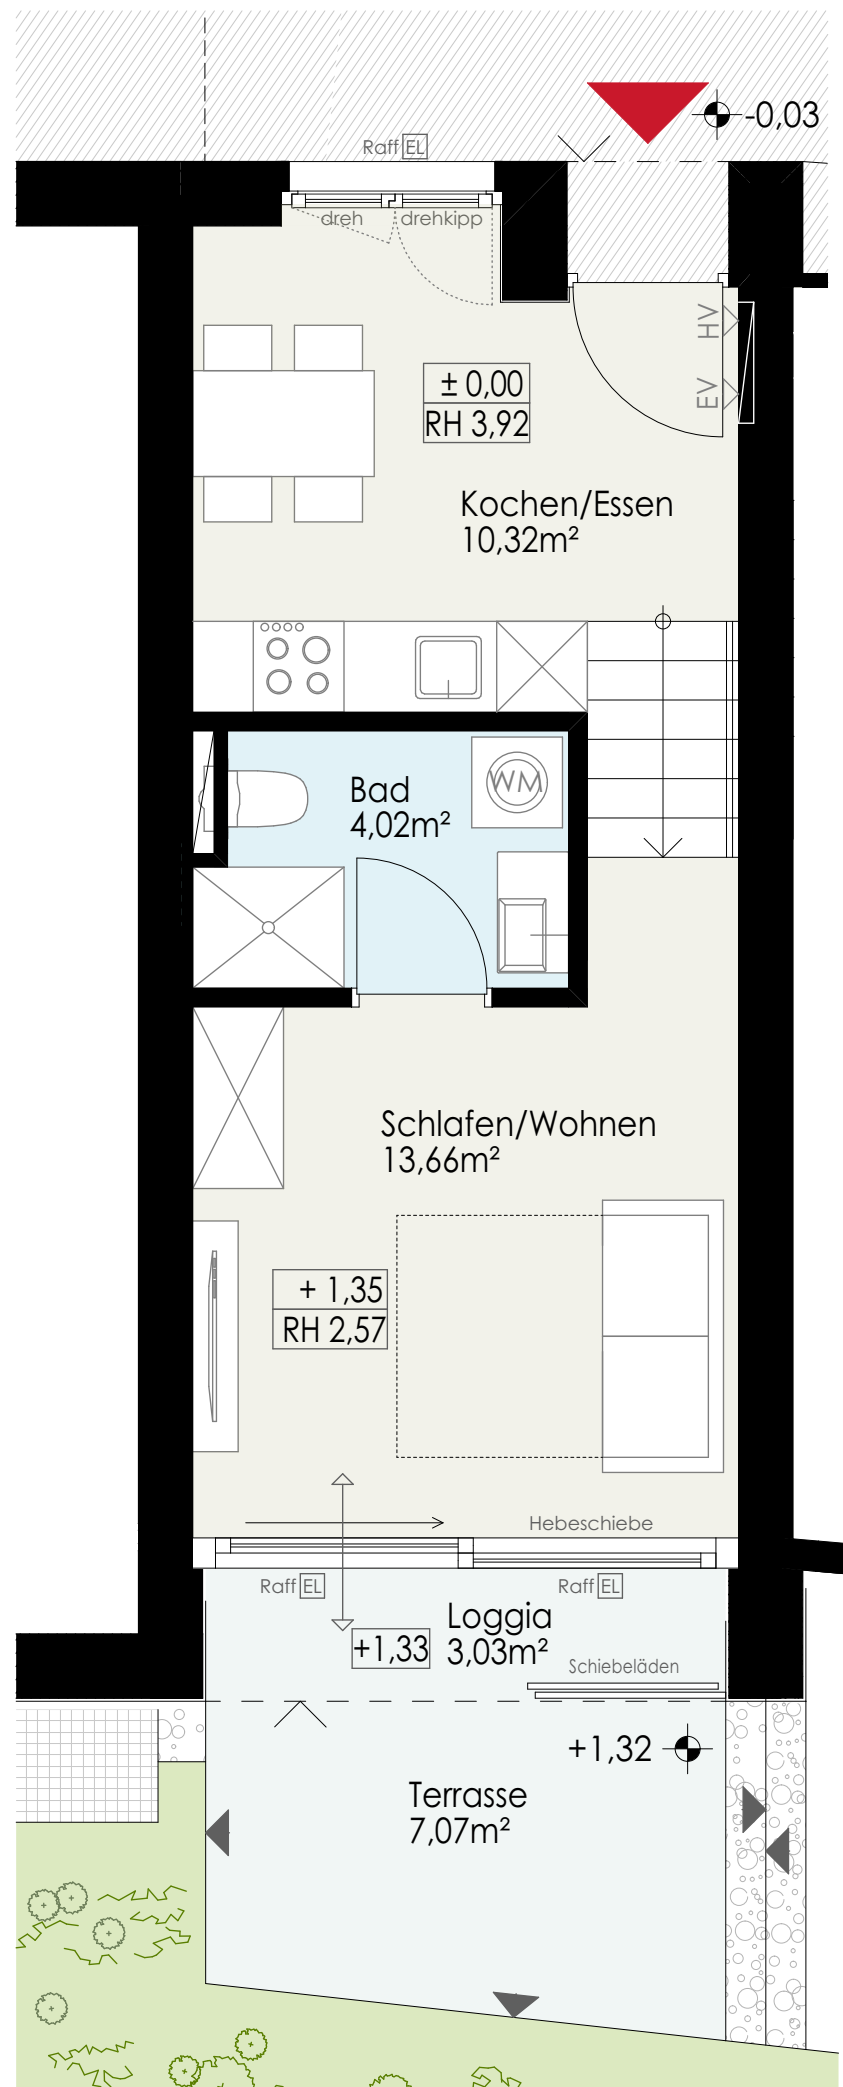 -0,03
Raff EL
dreh drehkipp
HV
± 0,00
RH 3,92
EV
Kochen/Essen
10,32m²
WM
Bad
4,02m²
Schlafen/Wohnen
13,66m²
+ 1,35
RH 2,57
Hebeschiebe
Raff EL Raff EL
Loggia
+1,33 3,03m²
Schiebeläden
+1,32
Terrasse
7,07m²